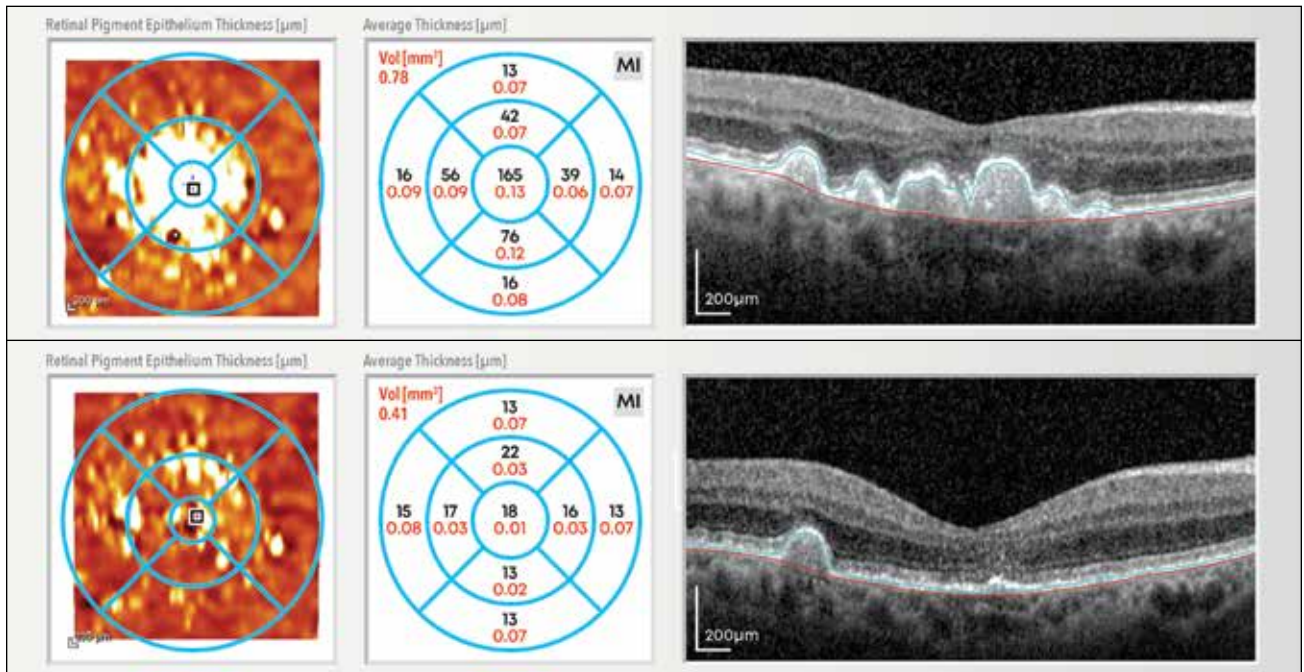 Retinal Pigment Epithelium Thickness [µm]
Average Thickness [µm]
Vol [mm³]
0.78
MI
13
0.07
42
0.07
16 56 165 39 14
0.09 0.09 0.13 0.06 0.07
76
0.12
16
0.08
200 µm
200µm
Retinal Pigment Epithelium Thickness [µm]
Average Thickness [µm]
Vol [mm³]
0.41
MI
13
0.07
22
0.03
15 17 18 16 13
0.08 0.03 0.01 0.03 0.07
13
0.02
13
0.07
200µm